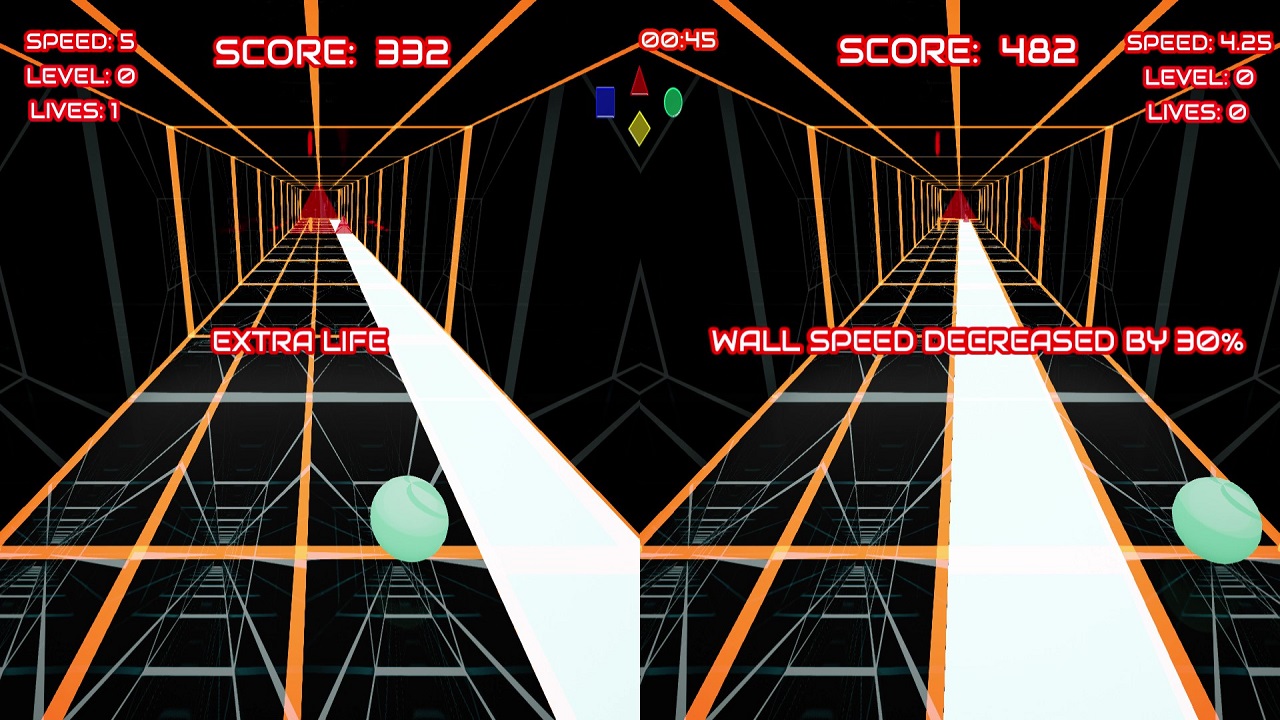 SPEED: 5
LEVEL: 0
LIVES: 1
SCORE: 332
EXTRA LIFE
00:45
SCORE: 482
SPEED: 4.25
LEVEL: 0
LIVES: 0
WALL SPEED DECREASED BY 30%